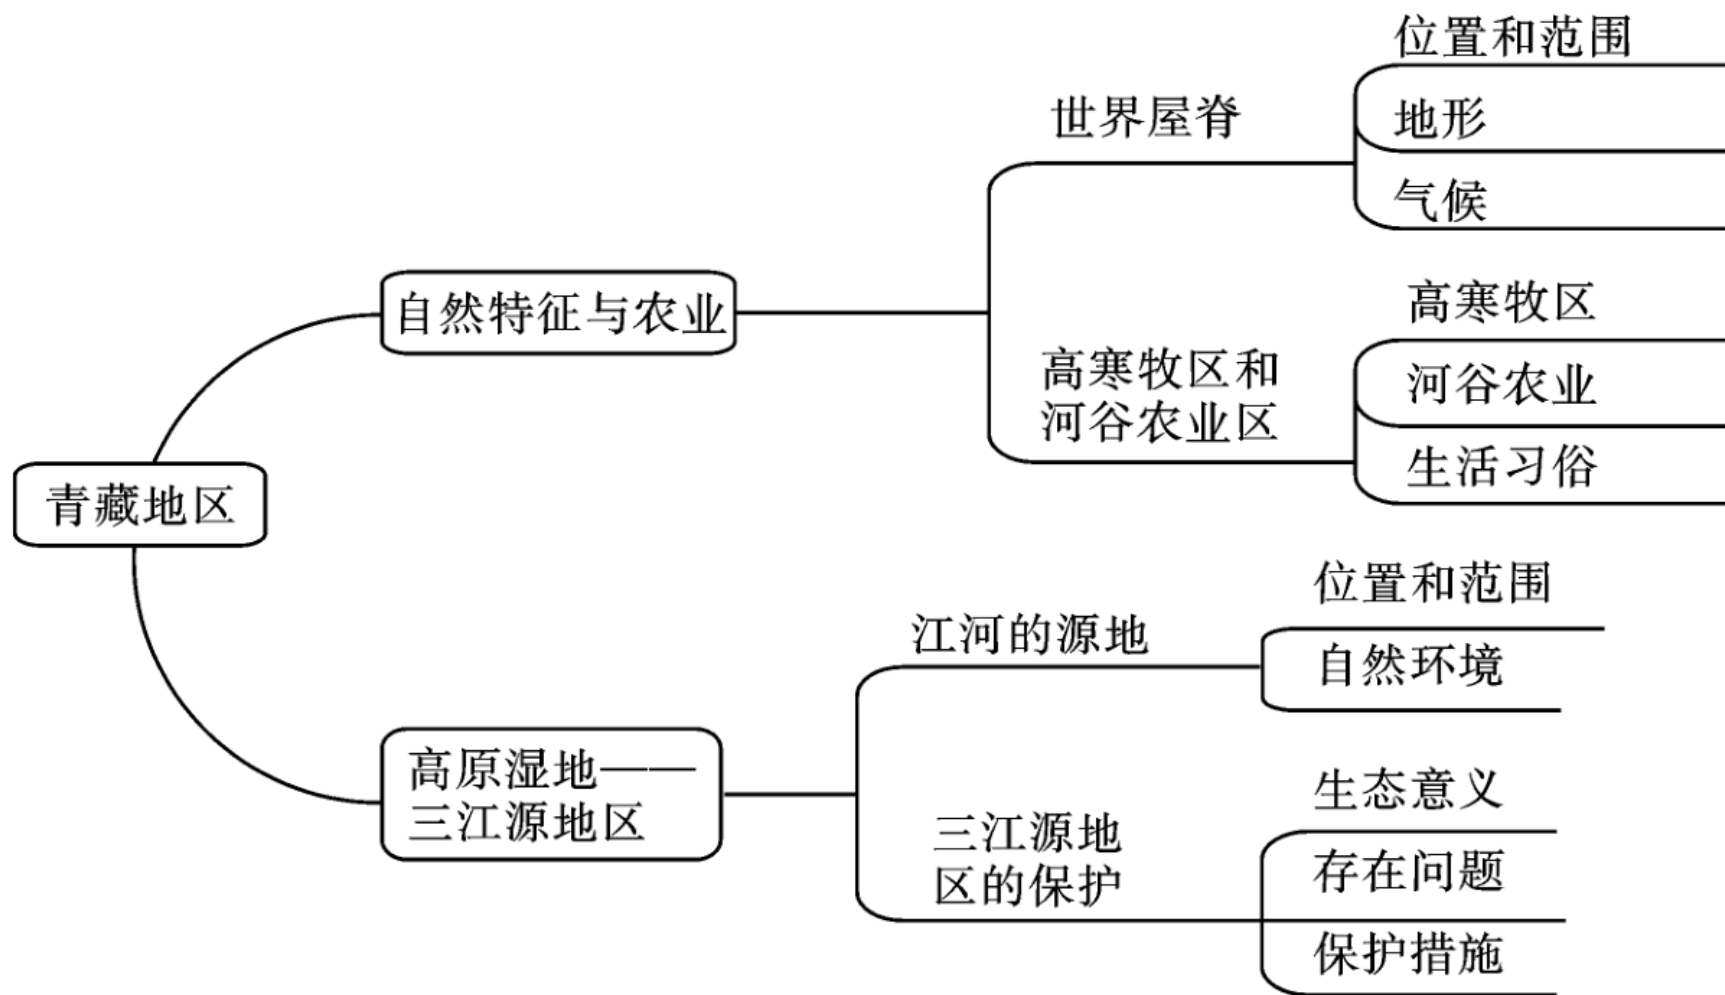 位置和范围
世界屋脊
地形
气候
自然特征与农业
高寒牧区
高寒牧区和
河谷农业区
河谷农业
生活习俗
青藏地区
位置和范围
江河的源地
自然环境
高原湿地——
三江源地区
生态意义
三江源地
区的保护
存在问题
保护措施